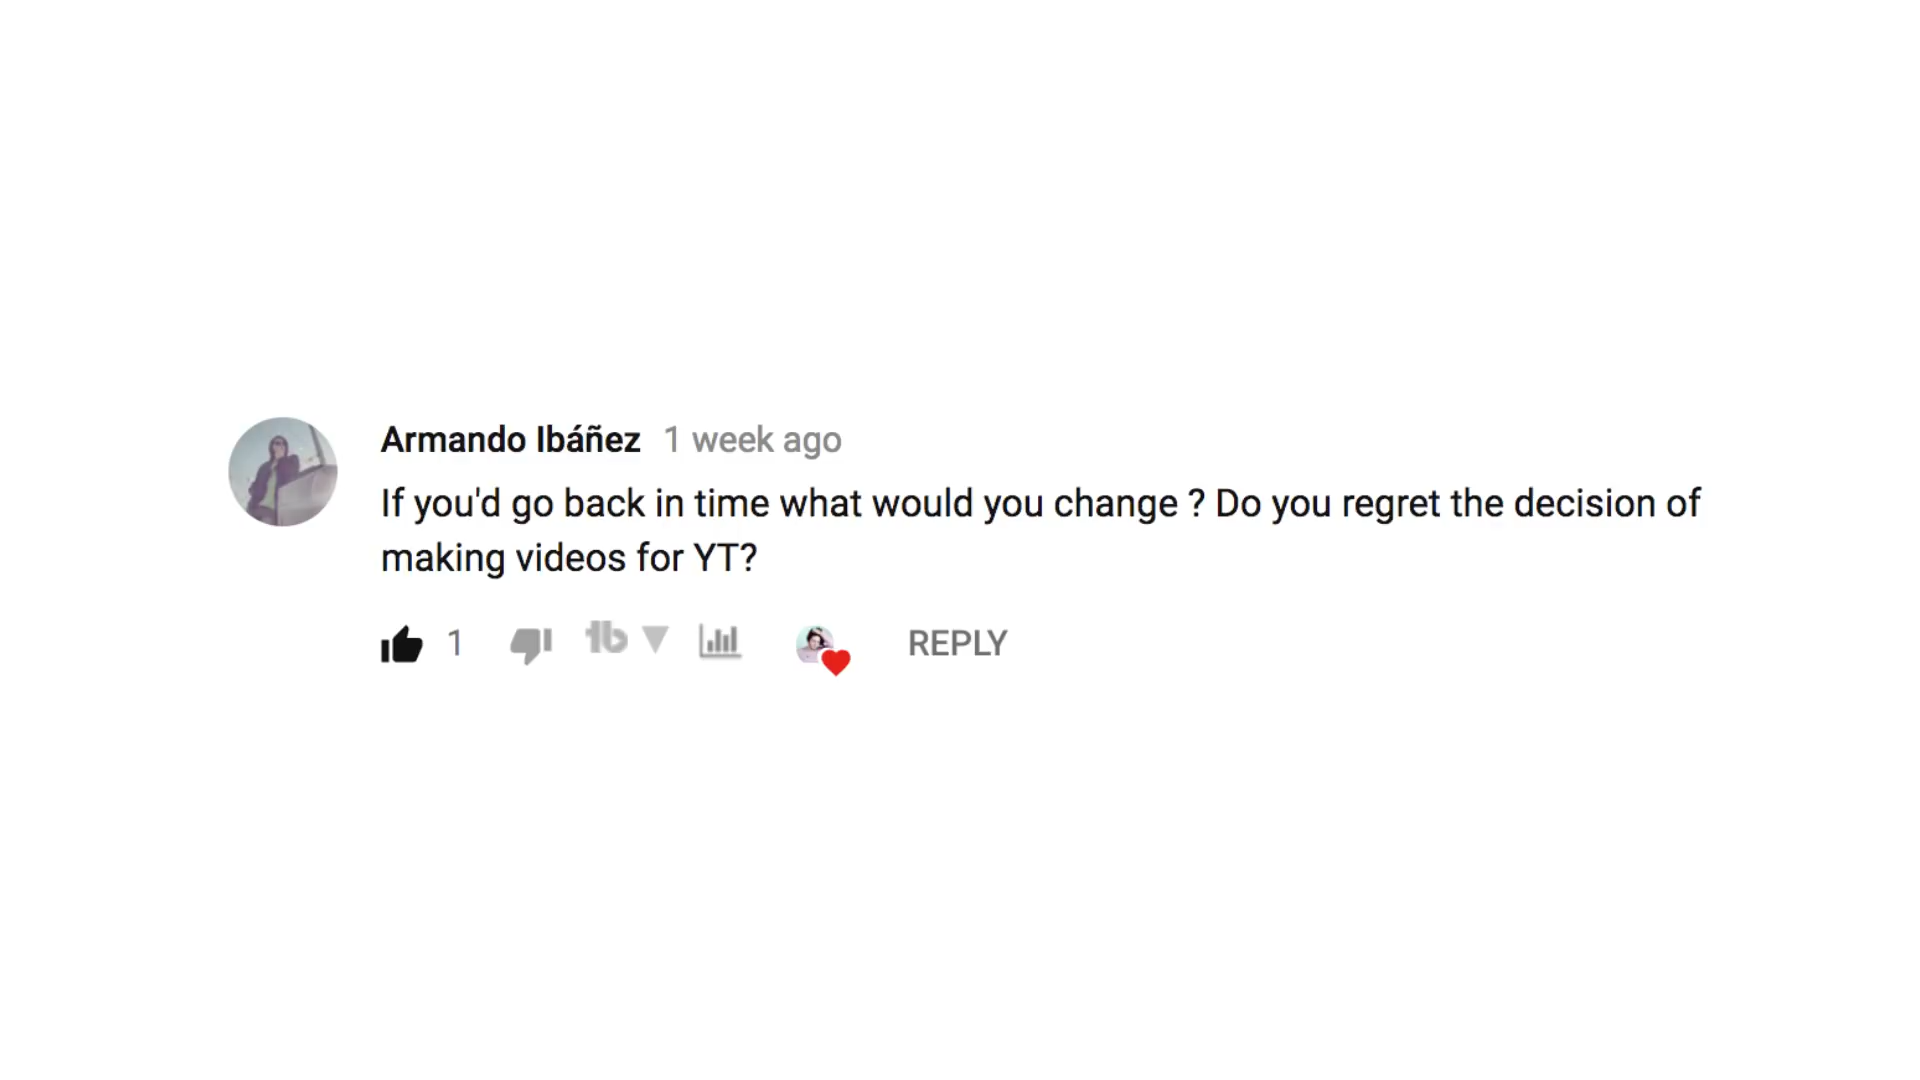 Armando Ibáñez 1 week ago
If you'd go back in time what would you change ? Do you regret the decision of
making videos for YT?
1 tb REPLY